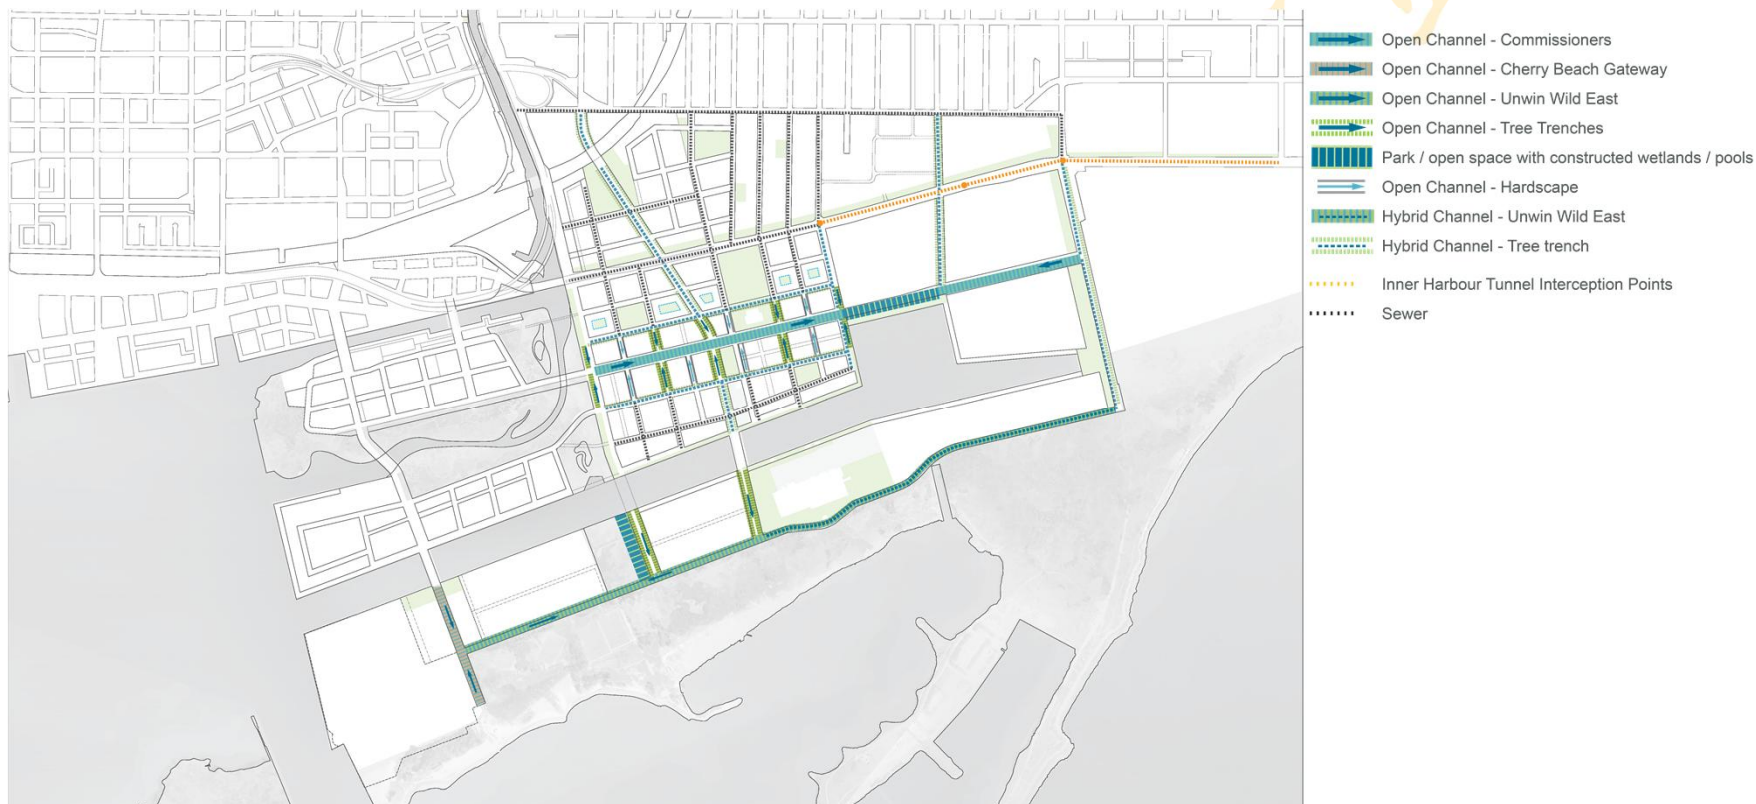 Open Channel - Commissioners
Open Channel - Cherry Beach Gateway
Open Channel - Unwin Wild East
Open Channel - Tree Trenches
Park / open space with constructed wetlands / pools
Open Channel - Hardscape
Hybrid Channel - Unwin Wild East
Hybrid Channel - Tree trench
Inner Harbour Tunnel Interception Points
Sewer